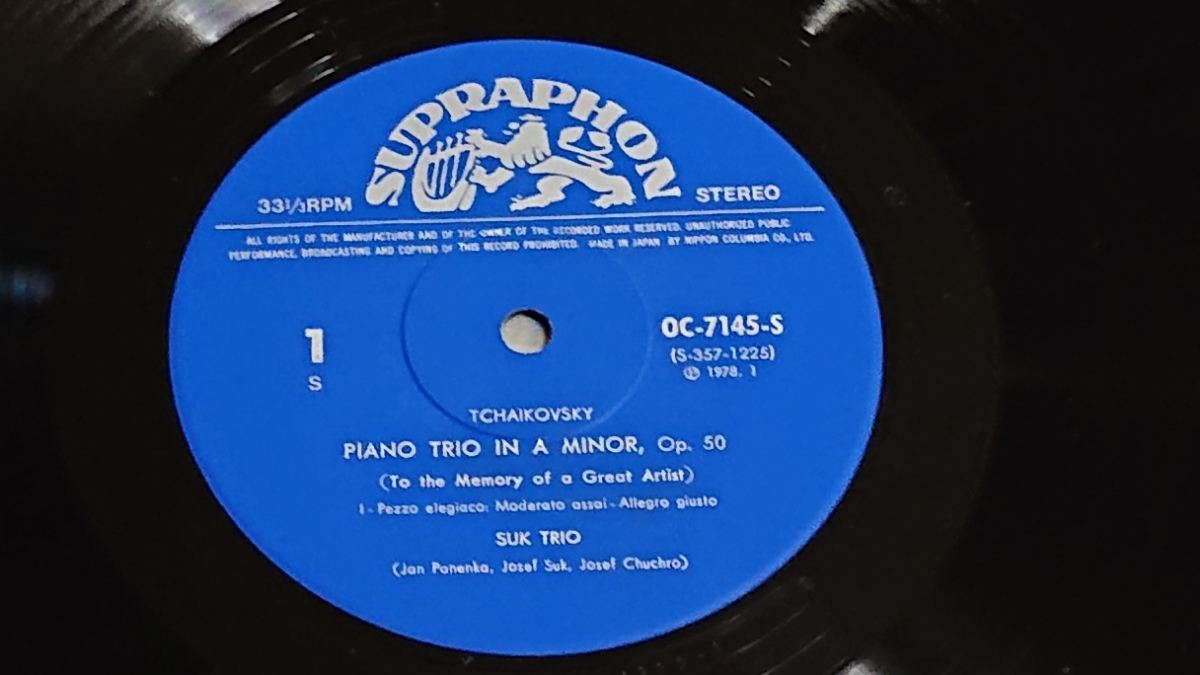 SUPRAPHON
33⅓RPM
STEREO
ALL RIGHTS OF THE MANUFACTURER AND OF THE OWNER OF THE RECORDED WORK RESERVED. UNAUTHORIZED PUBLIC
PERFORMANCE, BROADCASTING AND COPYING OF THIS RECORD PROHIBITED. MADE IN JAPAN BY NIPPON COLUMBIA CO., LTD.
1
S
OC-7145-S
(S-357-1225)
Ⓟ 1978. 1
TCHAIKOVSKY
PIANO TRIO IN A MINOR, Op. 50
(To the Memory of a Great Artist)
I - Pezzo elegiaco: Moderato assai - Allegro giusto
SUK TRIO
(Jan Panenka, Josef Suk, Josef Chuchro)